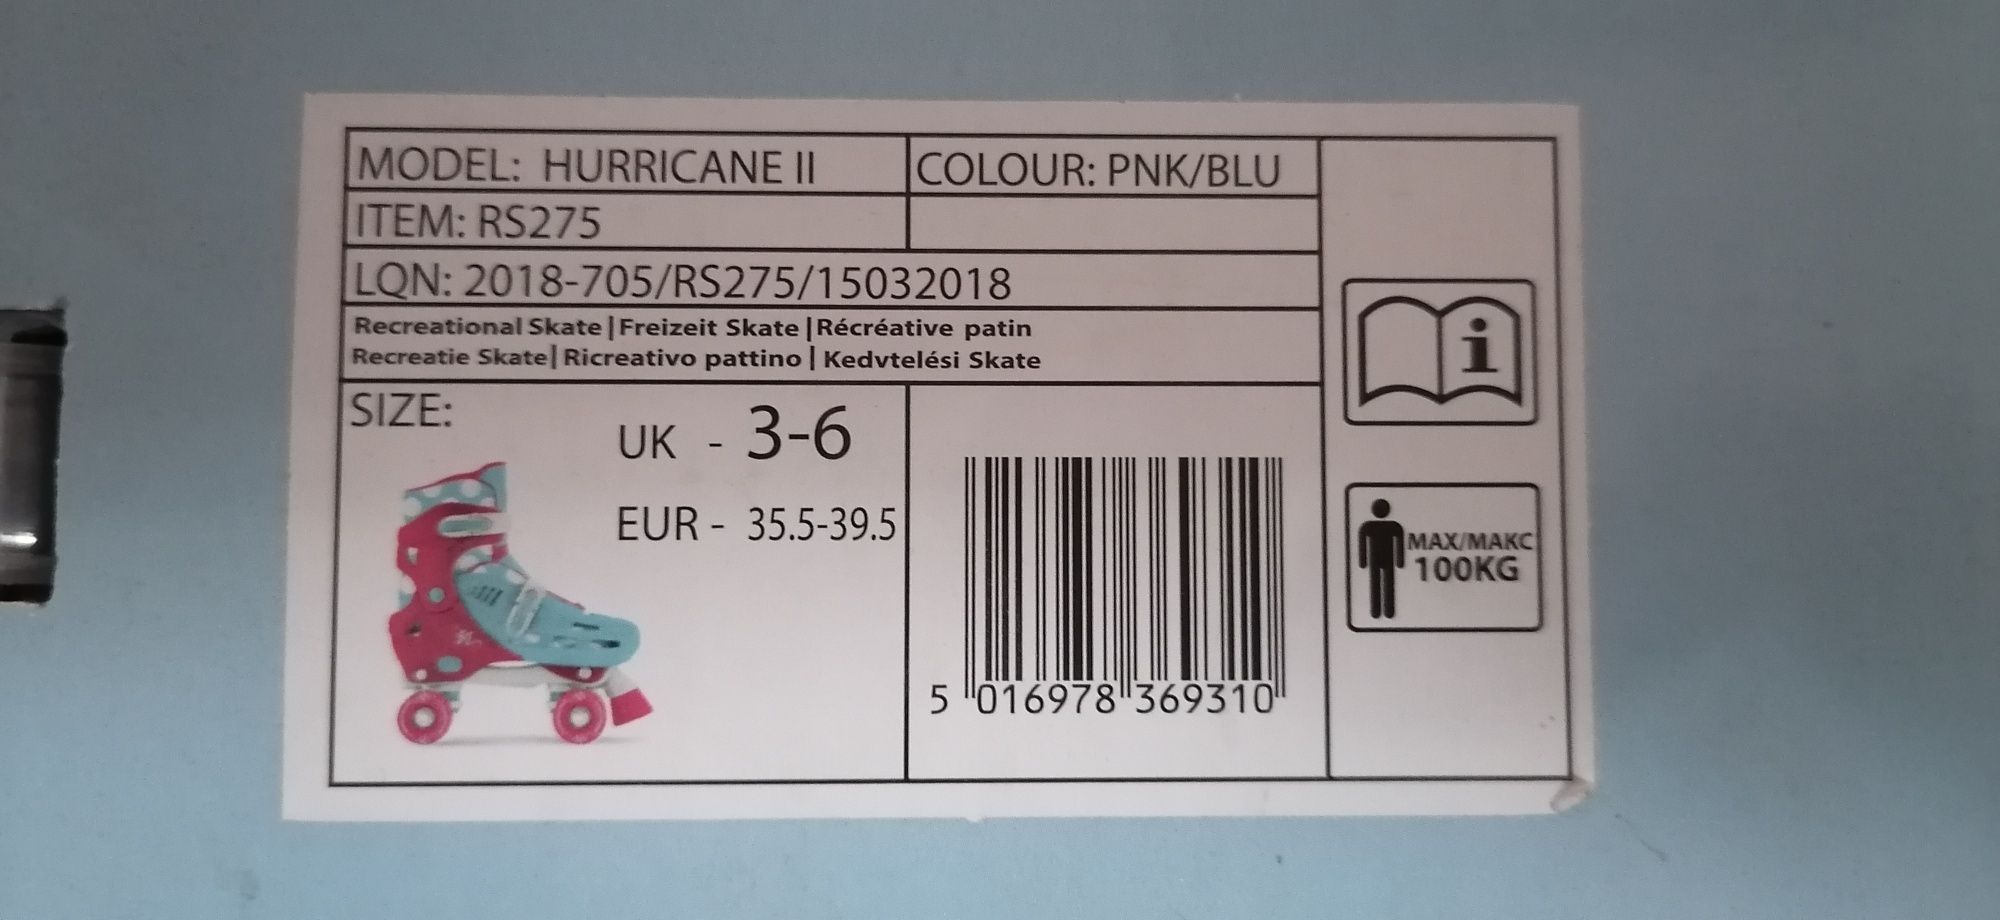 MODEL: HURRICANE II
COLOUR: PNK/BLU
ITEM: RS275
LQN: 2018-705/RS275/15032018
Recreational Skate|Freizeit Skate|Récréative patin
Recreatie Skate|Ricreativo pattino|Kedvtelési Skate
SIZE:
UK - 3-6
EUR - 35.5-39.5
5 016978 369310
i
MAX/МАКС
100KG